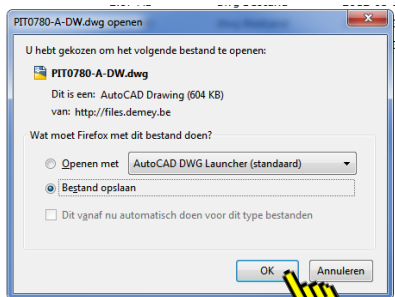 PIT0780-A-DW.dwg openen
U hebt gekozen om het volgende bestand te openen:
PIT0780-A-DW.dwg
Dit is een: AutoCAD Drawing (604 KB)
van: http://files.demey.be
Wat moet Firefox met dit bestand doen?
Openen met AutoCAD DWG Launcher (standaard)
Bestand opslaan
Dit vanaf nu automatisch doen voor dit type bestanden
OK Annuleren